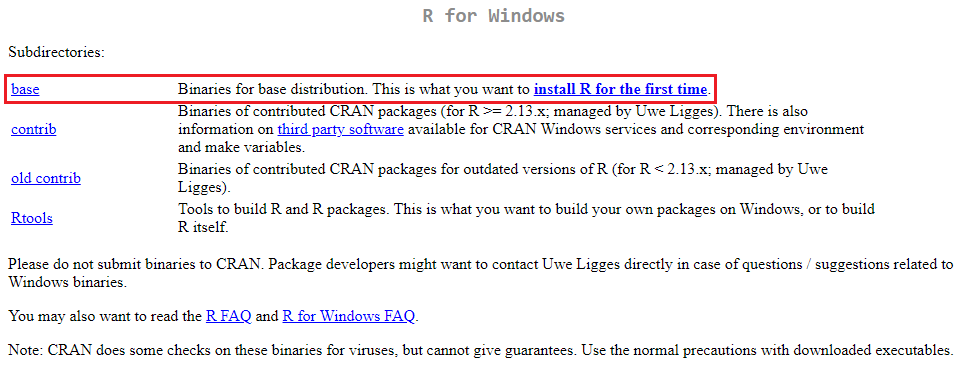 R for Windows
Subdirectories:
base Binaries for base distribution. This is what you want to install R for the first time.
Binaries of contributed CRAN packages (for R >= 2.13.x; managed by Uwe Ligges). There is also
contrib information on third party software available for CRAN Windows services and corresponding environment
and make variables.
old contrib Binaries of contributed CRAN packages for outdated versions of R (for R < 2.13.x; managed by Uwe
Ligges).
Rtools Tools to build R and R packages. This is what you want to build your own packages on Windows, or to build
R itself.
Please do not submit binaries to CRAN. Package developers might want to contact Uwe Ligges directly in case of questions / suggestions related to
Windows binaries.
You may also want to read the R FAQ and R for Windows FAQ.
Note: CRAN does some checks on these binaries for viruses, but cannot give guarantees. Use the normal precautions with downloaded executables.